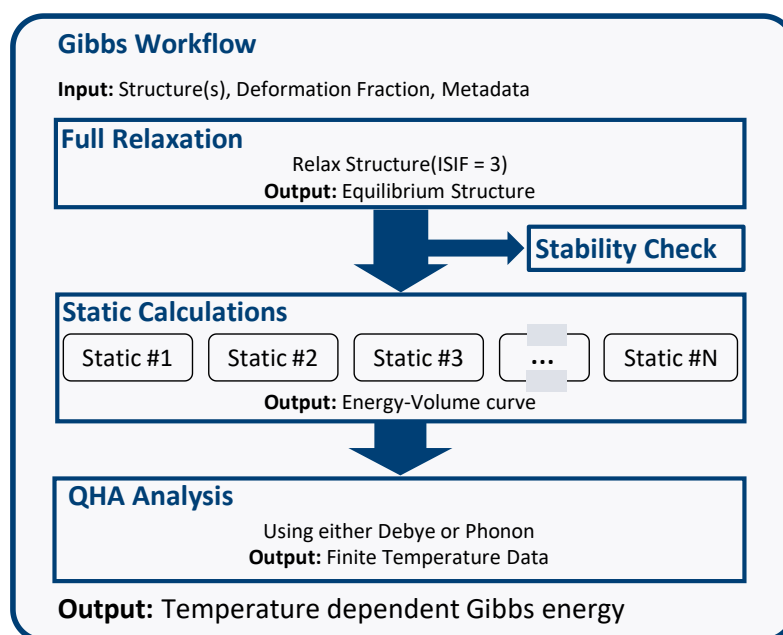 Gibbs Workflow
Input: Structure(s), Deformation Fraction, Metadata
Full Relaxation
Relax Structure(ISIF = 3)
Output: Equilibrium Structure
Stability Check
Static Calculations
Static #1 Static #2 Static #3 ... Static #N
Output: Energy-Volume curve
QHA Analysis
Using either Debye or Phonon
Output: Finite Temperature Data
Output: Temperature dependent Gibbs energy